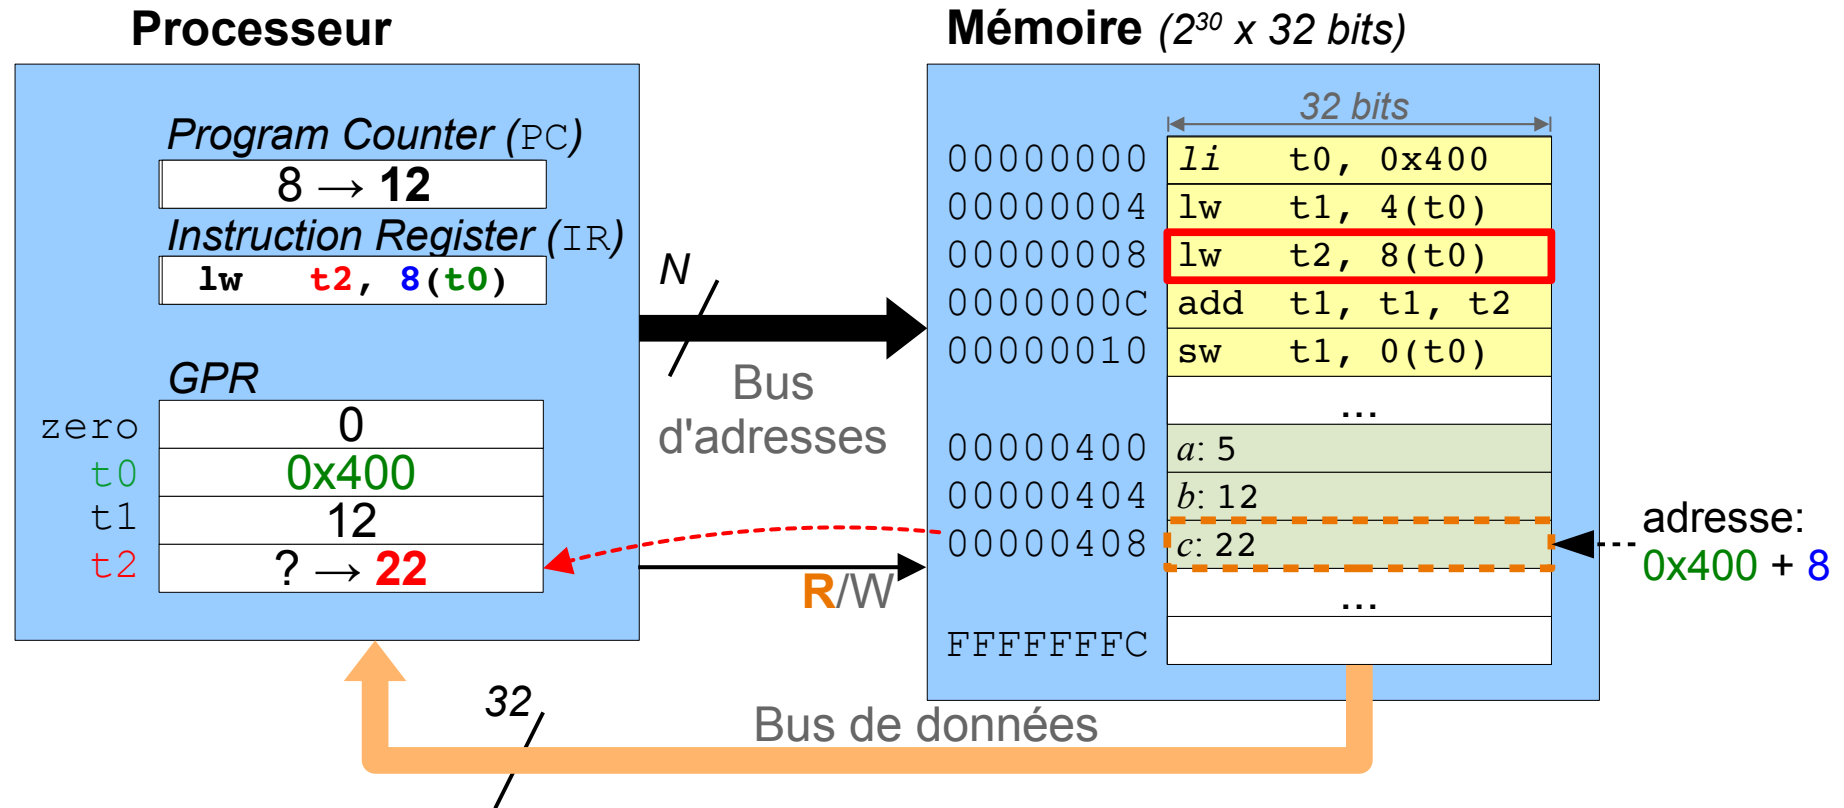 Processeur
Mémoire (2³⁰ x 32 bits)
Program Counter (PC)
8 → 12
Instruction Register (IR)
lw t2, 8(t0)
GPR
zero 0
t0 0x400
t1 12
t2 ? → 22
N
Bus
d'adresses
R/W
32 bits
00000000 li t0, 0x400
00000004 lw t1, 4(t0)
00000008 lw t2, 8(t0)
0000000C add t1, t1, t2
00000010 sw t1, 0(t0)
...
00000400 a: 5
00000404 b: 12
00000408 c: 22
...
FFFFFFFC
adresse:
0x400 + 8
32
Bus de données